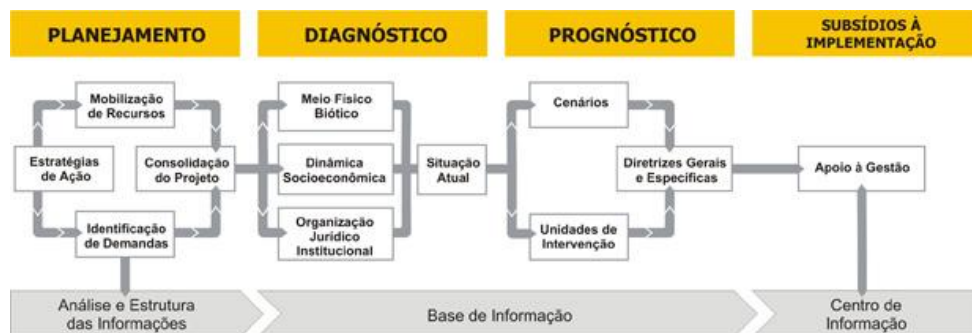 PLANEJAMENTO
DIAGNÓSTICO
PROGNÓSTICO
SUBSÍDIOS À
IMPLEMENTAÇÃO
Mobilização
de Recursos
Estratégias
de Ação
Consolidação
do Projeto
Identificação
de Demandas
Meio Físico
Biótico
Dinâmica
Socioeconômica
Organização
Jurídico
Institucional
Situação
Atual
Cenários
Unidades de
Intervenção
Diretrizes Gerais
e Específicas
Apoio à Gestão
Análise e Estrutura
das Informações
Base de Informação
Centro de
Informação